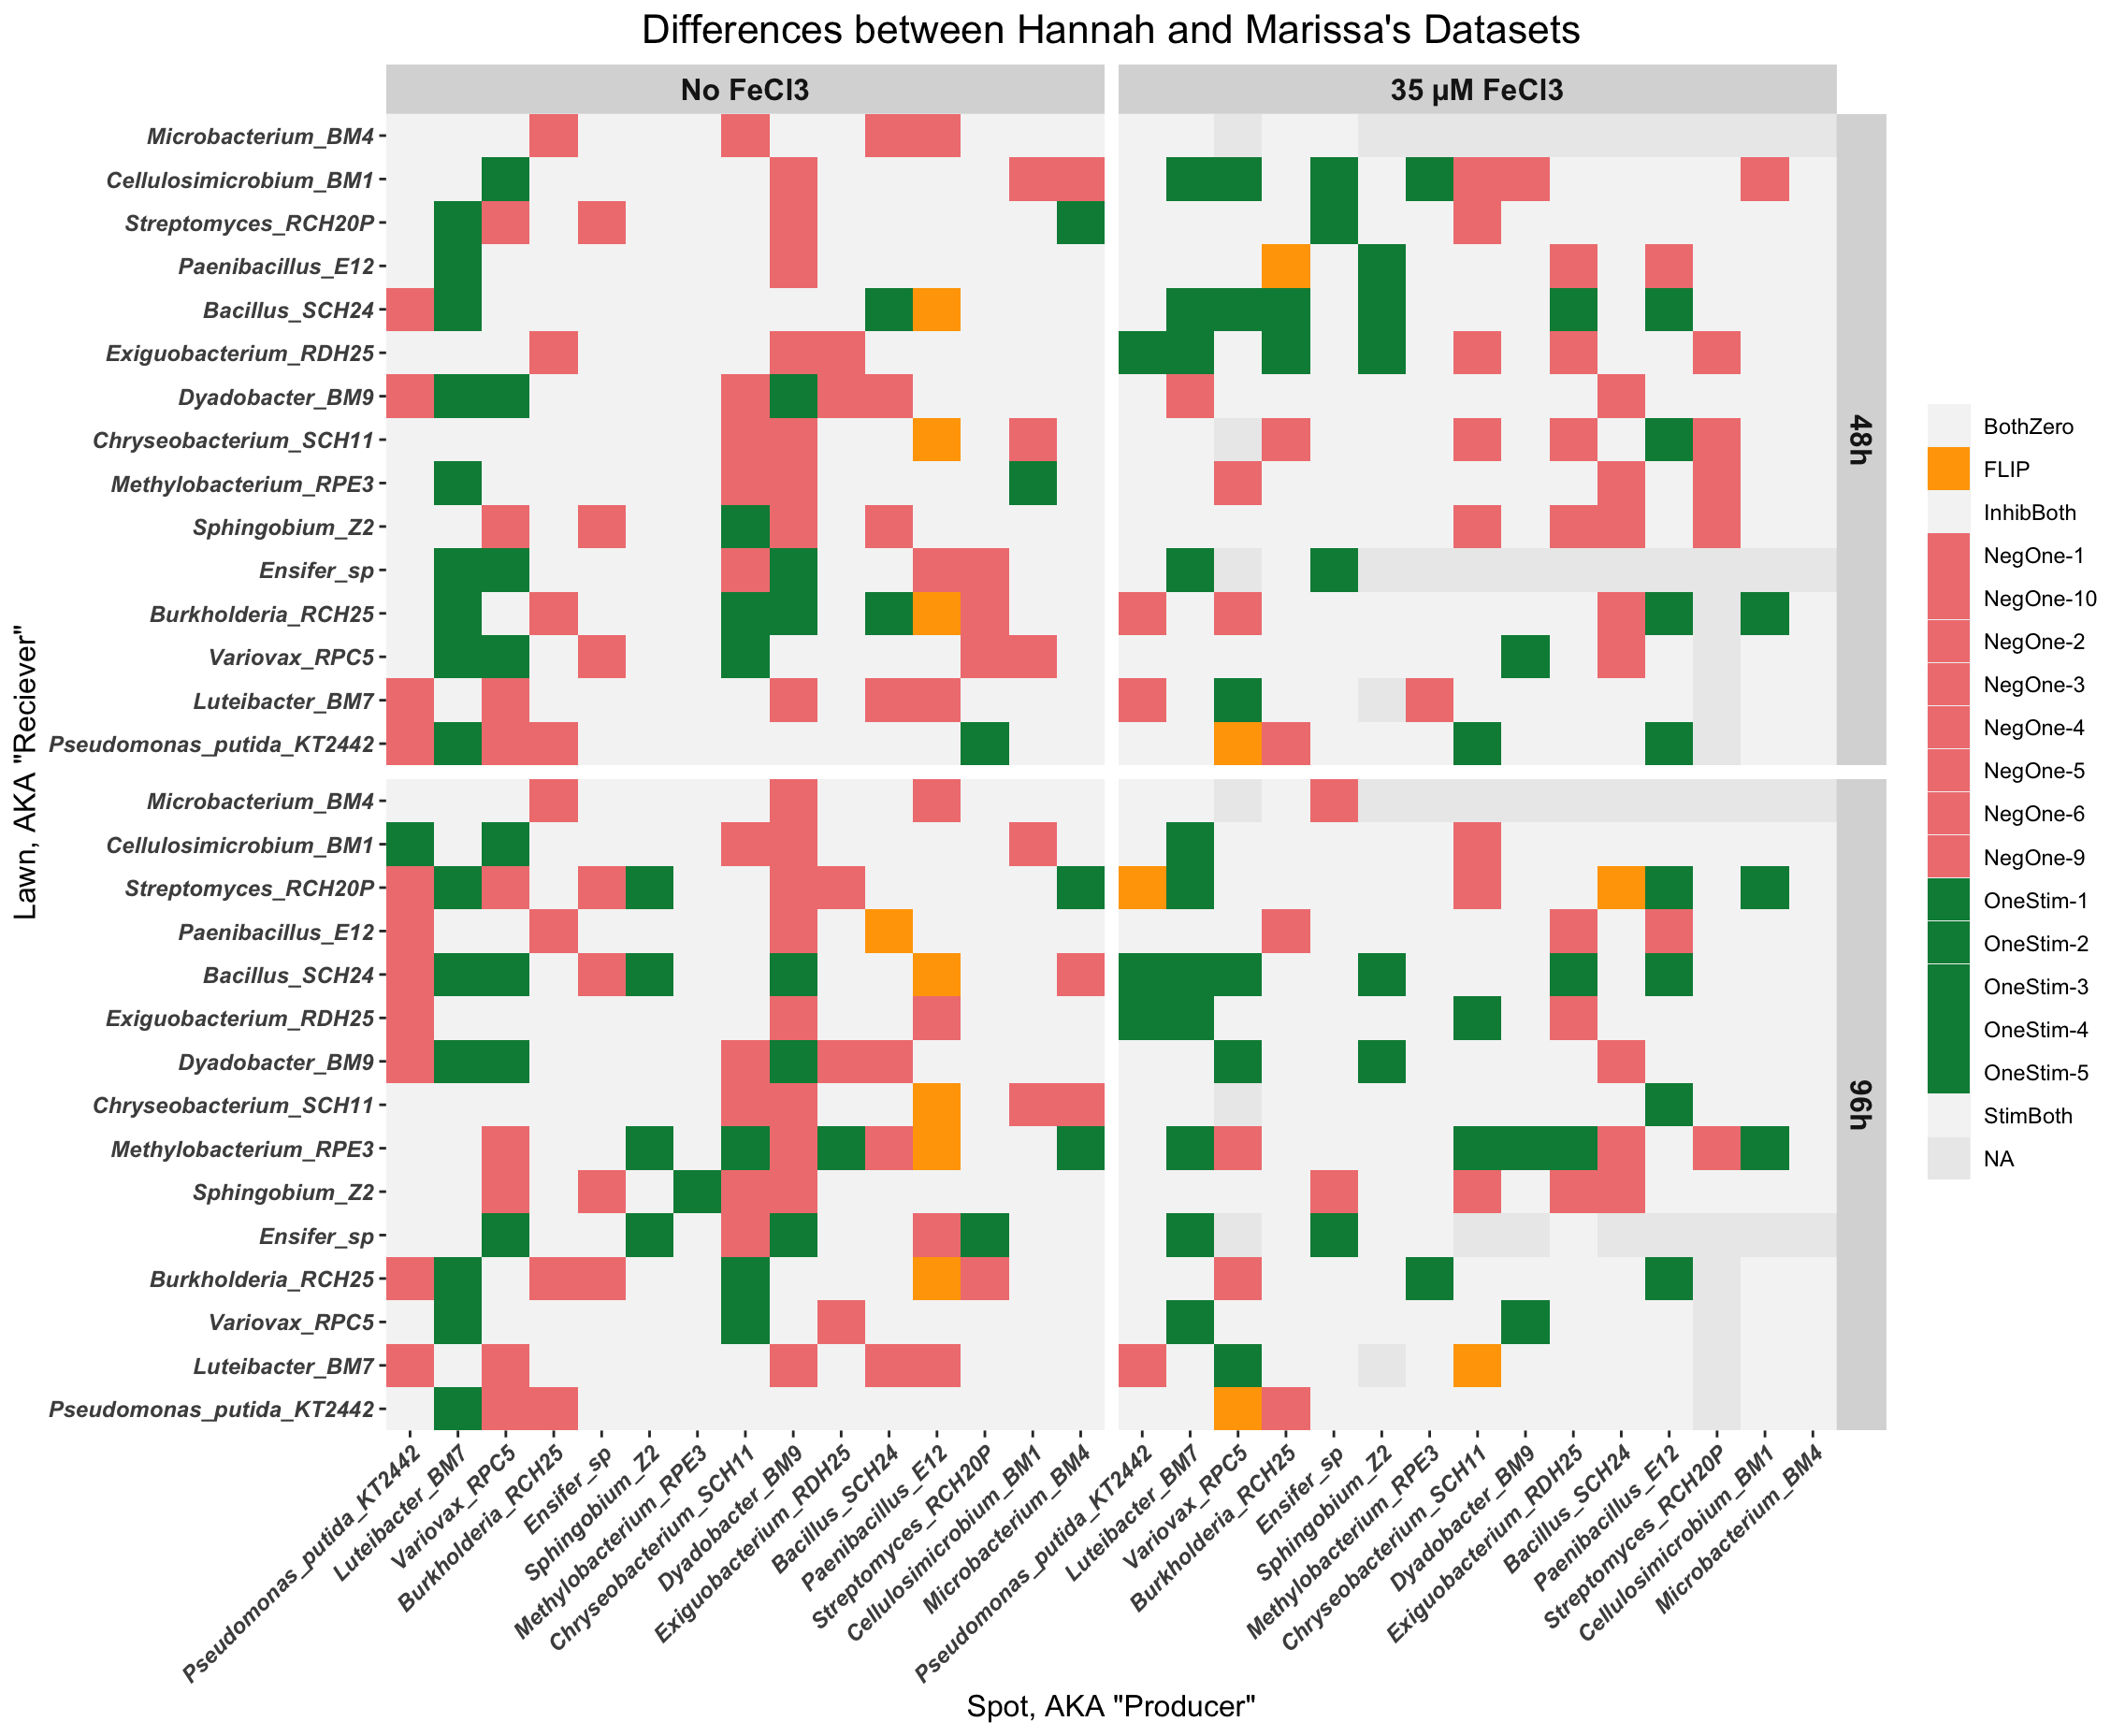 Differences between Hannah and Marissa's Datasets
No FeCl3
35 µM FeCl3
Lawn, AKA "Reciever"
Microbacterium_BM4
Cellulosimicrobium_BM1
Streptomyces_RCH20P
Paenibacillus_E12
Bacillus_SCH24
Exiguobacterium_RDH25
Dyadobacter_BM9
Chryseobacterium_SCH11
Methylobacterium_RPE3
Sphingobium_Z2
Ensifer_sp
Burkholderia_RCH25
Variovax_RPC5
Luteibacter_BM7
Pseudomonas_putida_KT2442
48h
Microbacterium_BM4
Cellulosimicrobium_BM1
Streptomyces_RCH20P
Paenibacillus_E12
Bacillus_SCH24
Exiguobacterium_RDH25
Dyadobacter_BM9
Chryseobacterium_SCH11
Methylobacterium_RPE3
Sphingobium_Z2
Ensifer_sp
Burkholderia_RCH25
Variovax_RPC5
Luteibacter_BM7
Pseudomonas_putida_KT2442
96h
Pseudomonas_putida_KT2442
Luteibacter_BM7
Variovax_RPC5
Burkholderia_RCH25
Ensifer_sp
Sphingobium_Z2
Methylobacterium_RPE3
Chryseobacterium_SCH11
Dyadobacter_BM9
Exiguobacterium_RDH25
Bacillus_SCH24
Paenibacillus_E12
Streptomyces_RCH20P
Cellulosimicrobium_BM1
Microbacterium_BM4
Pseudomonas_putida_KT2442
Luteibacter_BM7
Variovax_RPC5
Burkholderia_RCH25
Ensifer_sp
Sphingobium_Z2
Methylobacterium_RPE3
Chryseobacterium_SCH11
Dyadobacter_BM9
Exiguobacterium_RDH25
Bacillus_SCH24
Paenibacillus_E12
Streptomyces_RCH20P
Cellulosimicrobium_BM1
Microbacterium_BM4
Spot, AKA "Producer"
BothZero
FLIP
InhibBoth
NegOne-1
NegOne-10
NegOne-2
NegOne-3
NegOne-4
NegOne-5
NegOne-6
NegOne-9
OneStim-1
OneStim-2
OneStim-3
OneStim-4
OneStim-5
StimBoth
NA